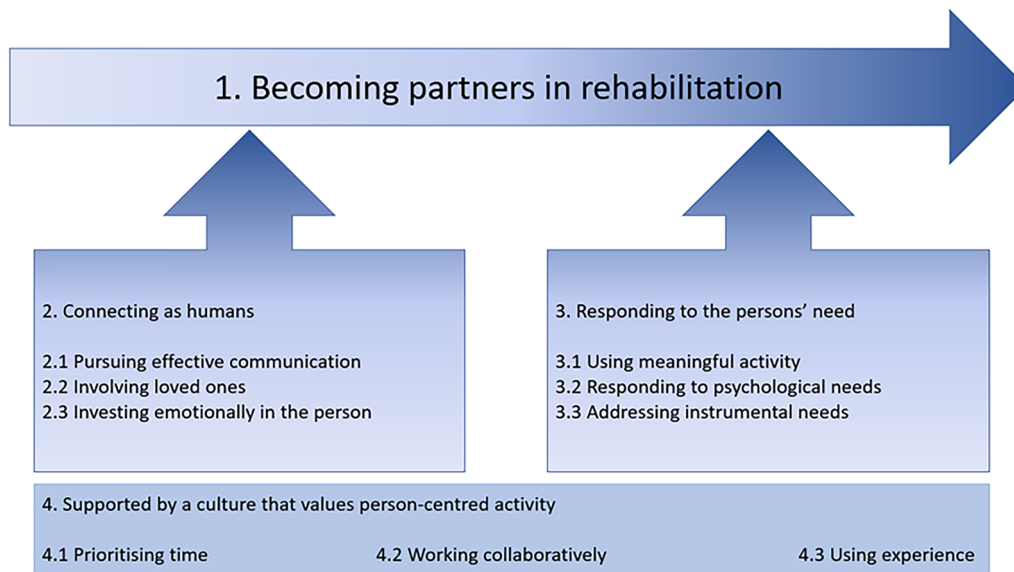 1. Becoming partners in rehabilitation
2. Connecting as humans
2.1 Pursuing effective communication
2.2 Involving loved ones
2.3 Investing emotionally in the person
3. Responding to the persons’ need
3.1 Using meaningful activity
3.2 Responding to psychological needs
3.3 Addressing instrumental needs
4. Supported by a culture that values person-centred activity
4.1 Prioritising time
4.2 Working collaboratively
4.3 Using experience